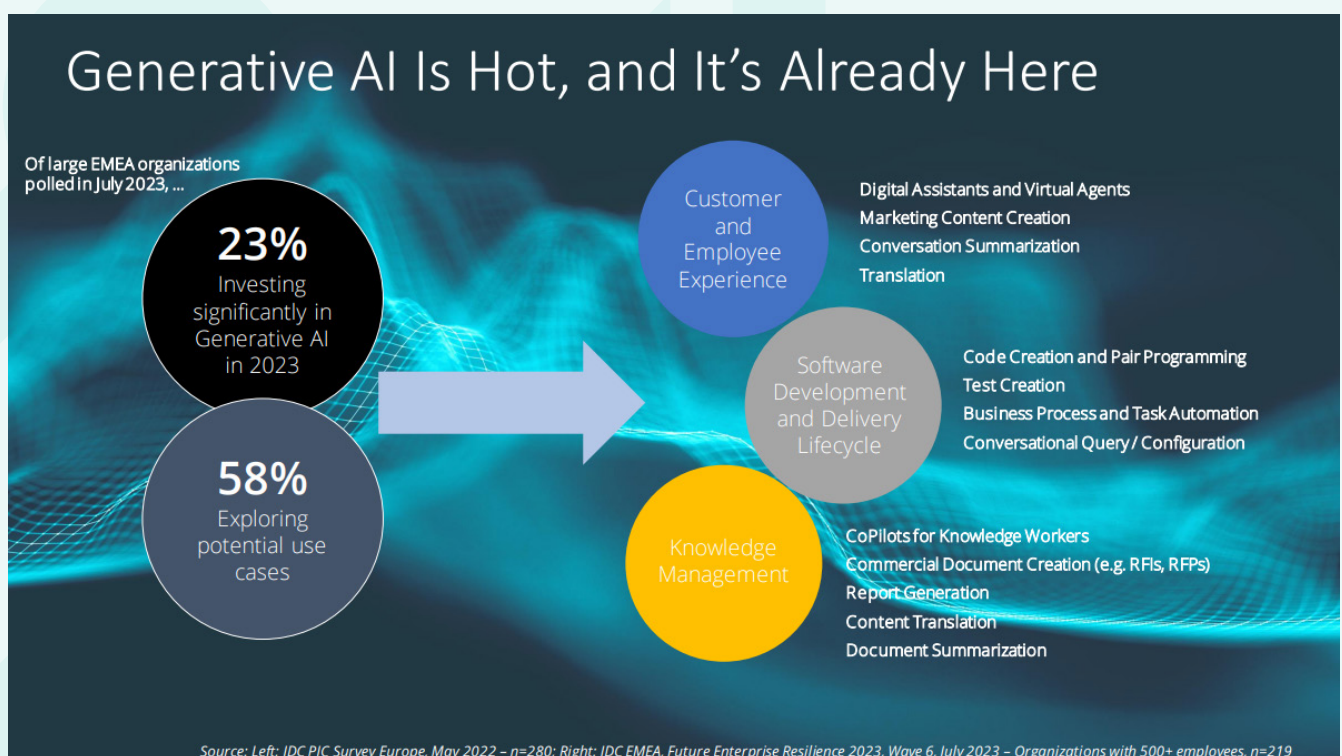 Generative AI Is Hot, and It's Already Here
Of large EMEA organizations
polled in July 2023, ...
23%
Investing
significantly in
Generative AI
in 2023
58%
Exploring
potential use
cases
Customer
and
Employee
Experience
Digital Assistants and Virtual Agents
Marketing Content Creation
Conversation Summarization
Translation
Software
Development
and Delivery
Lifecycle
Code Creation and Pair Programming
Test Creation
Business Process and Task Automation
Conversational Query / Configuration
Knowledge
Management
CoPilots for Knowledge Workers
Commercial Document Creation (e.g. RFIs, RFPs)
Report Generation
Content Translation
Document Summarization
Source: Left: IDC PIC Survey Europe, May 2022 – n=280; Right: IDC EMEA, Future Enterprise Resilience 2023, Wave 6, July 2023 – Organizations with 500+ employees, n=219